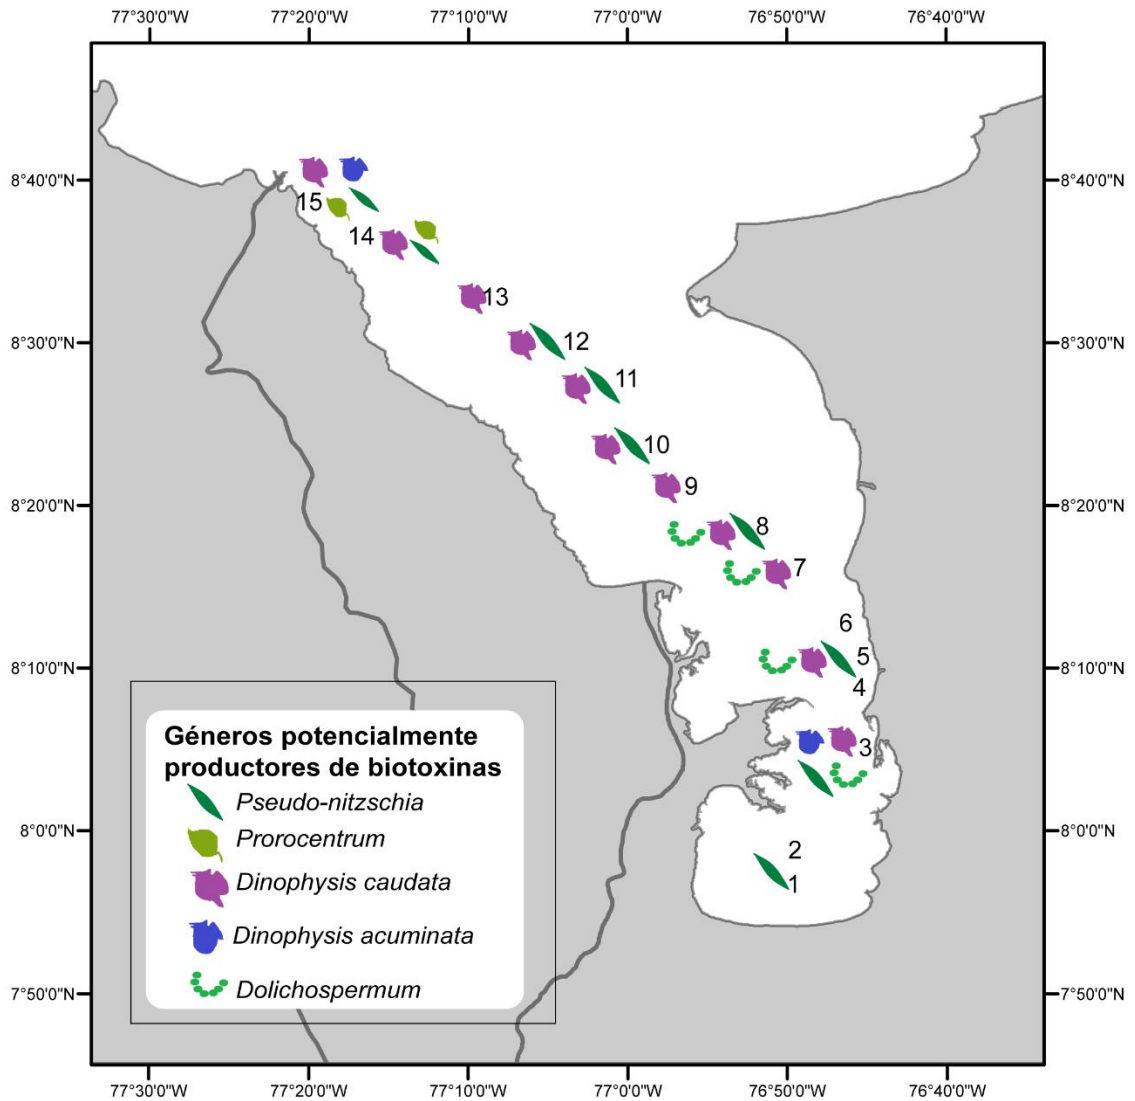 77°30'0"W 77°20'0"W 77°10'0"W 77°0'0"W 76°50'0"W 76°40'0"W
8°40'0"N 8°40'0"N
15
14
13
8°30'0"N 12 8°30'0"N
11
10
9
8°20'0"N 8°20'0"N
8
7
6
5
8°10'0"N 8°10'0"N
4
3
Géneros potencialmente
productores de biotoxinas
Pseudo-nitzschia
8°0'0"N 8°0'0"N
Prorocentrum
2
1
Dinophysis caudata
Dinophysis acuminata
Dolichospermum
7°50'0"N 7°50'0"N
77°30'0"W 77°20'0"W 77°10'0"W 77°0'0"W 76°50'0"W 76°40'0"W